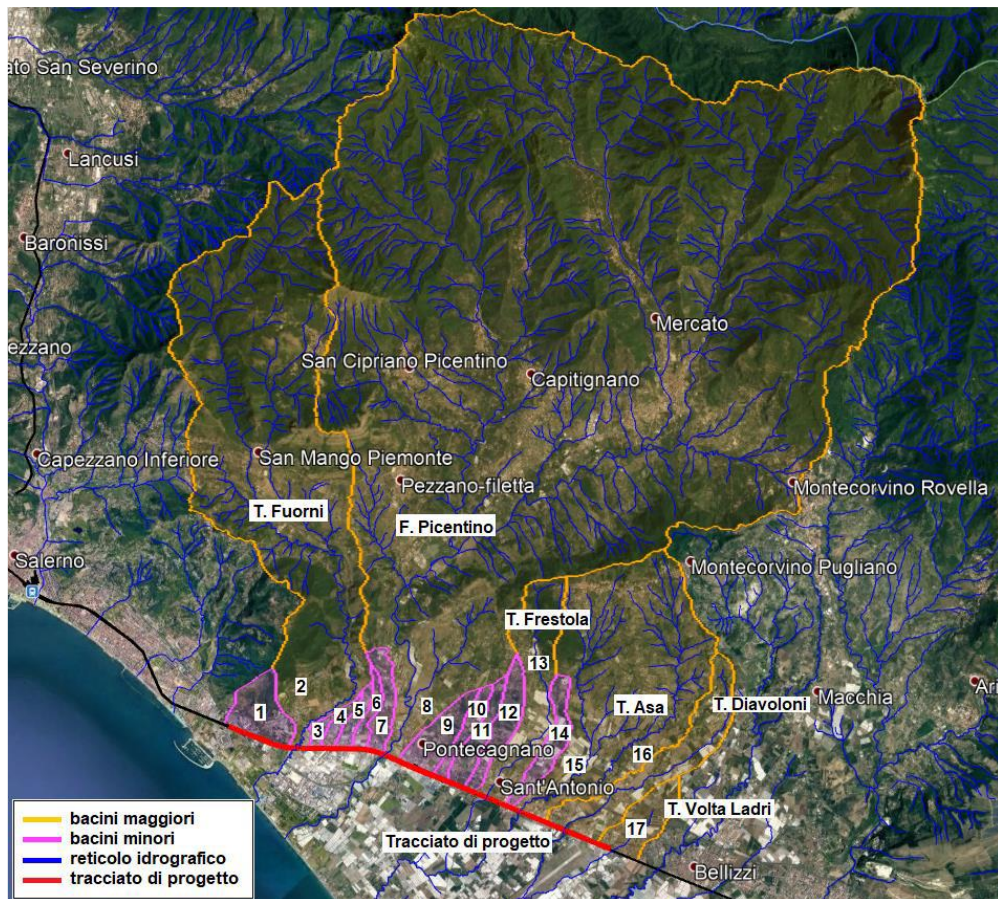 ato San Severino
Lancusi
Baronissi
ezzano
Mercato
San Cipriano Picentino
Capitignano
Capezzano Inferiore
San Mango Piemonte
Pezzano-filetta
Montecorvino Rovella
T. Fuorni
F. Picentino
Salerno
Montecorvino Pugliano
T. Frestola
13
2
6
Ari
Macchia
T. Diavoloni
T. Asa
1
8
10
12
5
4
3
7
9
11
14
Pontecagnano
16
15
Sant'Antonio
T. Volta Ladri
17
Tracciato di progetto
Bellizzi
bacini maggiori
bacini minori
reticolo idrografico
tracciato di progetto